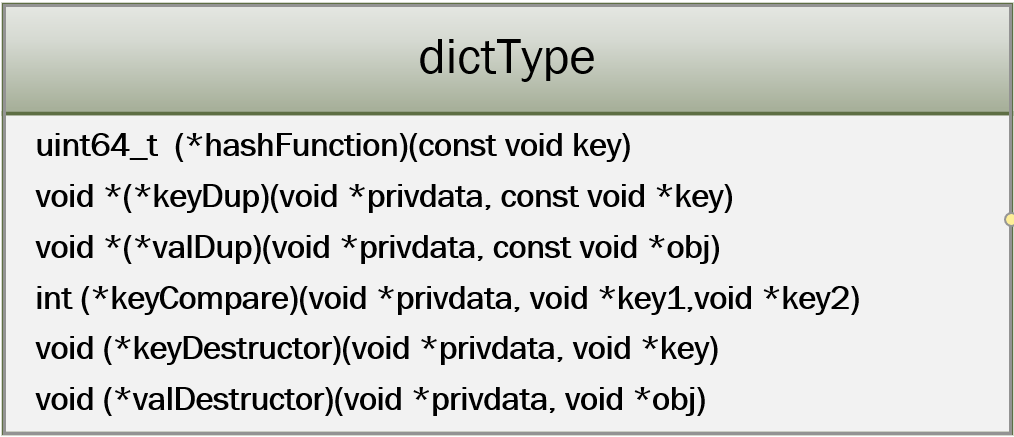 dictType
uint64_t (*hashFunction)(const void key)
void *(*keyDup)(void *privdata, const void *key)
void *(*valDup)(void *privdata, const void *obj)
int (*keyCompare)(void *privdata, void *key1,void *key2)
void (*keyDestructor)(void *privdata, void *key)
void (*valDestructor)(void *privdata, void *obj)